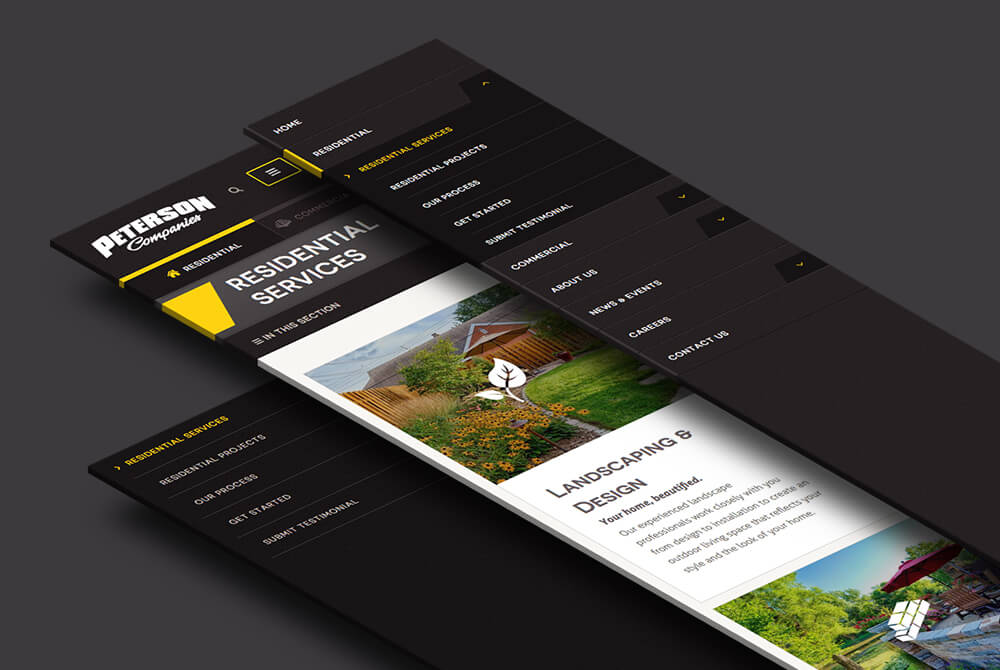 HOME
RESIDENTIAL
RESIDENTIAL SERVICES
RESIDENTIAL PROJECTS
OUR PROCESS
GET STARTED
SUBMIT TESTIMONIAL
COMMERCIAL
ABOUT US
NEWS & EVENTS
CAREERS
CONTACT US
PETERSON
Companies
RESIDENTIAL
COMMERCIAL
RESIDENTIAL
SERVICES
IN THIS SECTION
LANDSCAPING &
DESIGN
Your home, beautified.
Our experienced landscape
professionals work closely with you
from design to installation to create an
outdoor living space that reflects your
style and the look of your home.
RESIDENTIAL SERVICES
RESIDENTIAL PROJECTS
OUR PROCESS
GET STARTED
SUBMIT TESTIMONIAL